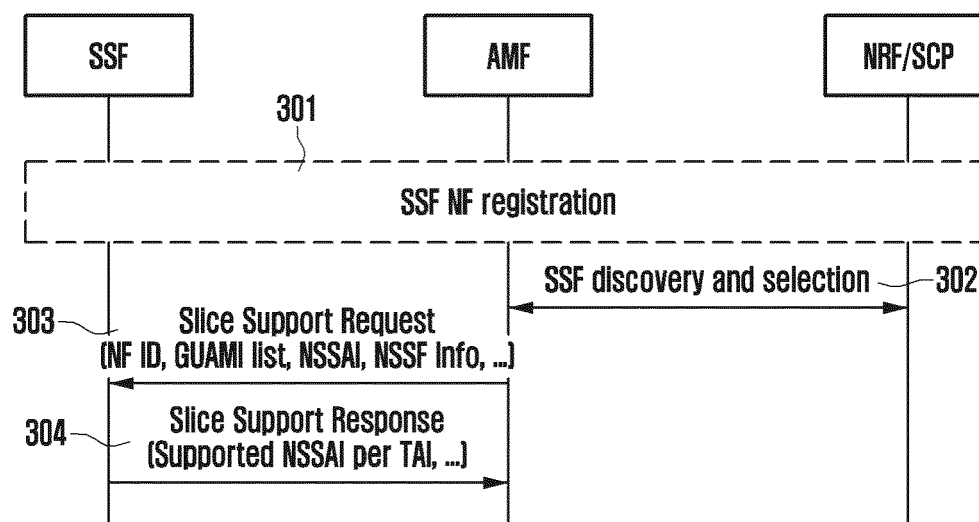 SSF
AMF
NRF/SCP
301
SSF NF registration
SSF discovery and selection
302
303
Slice Support Request
(NF ID, GUAMI list, NSSAI, NSSF info, ...)
304
Slice Support Response
(Supported NSSAI per TAI, ...)